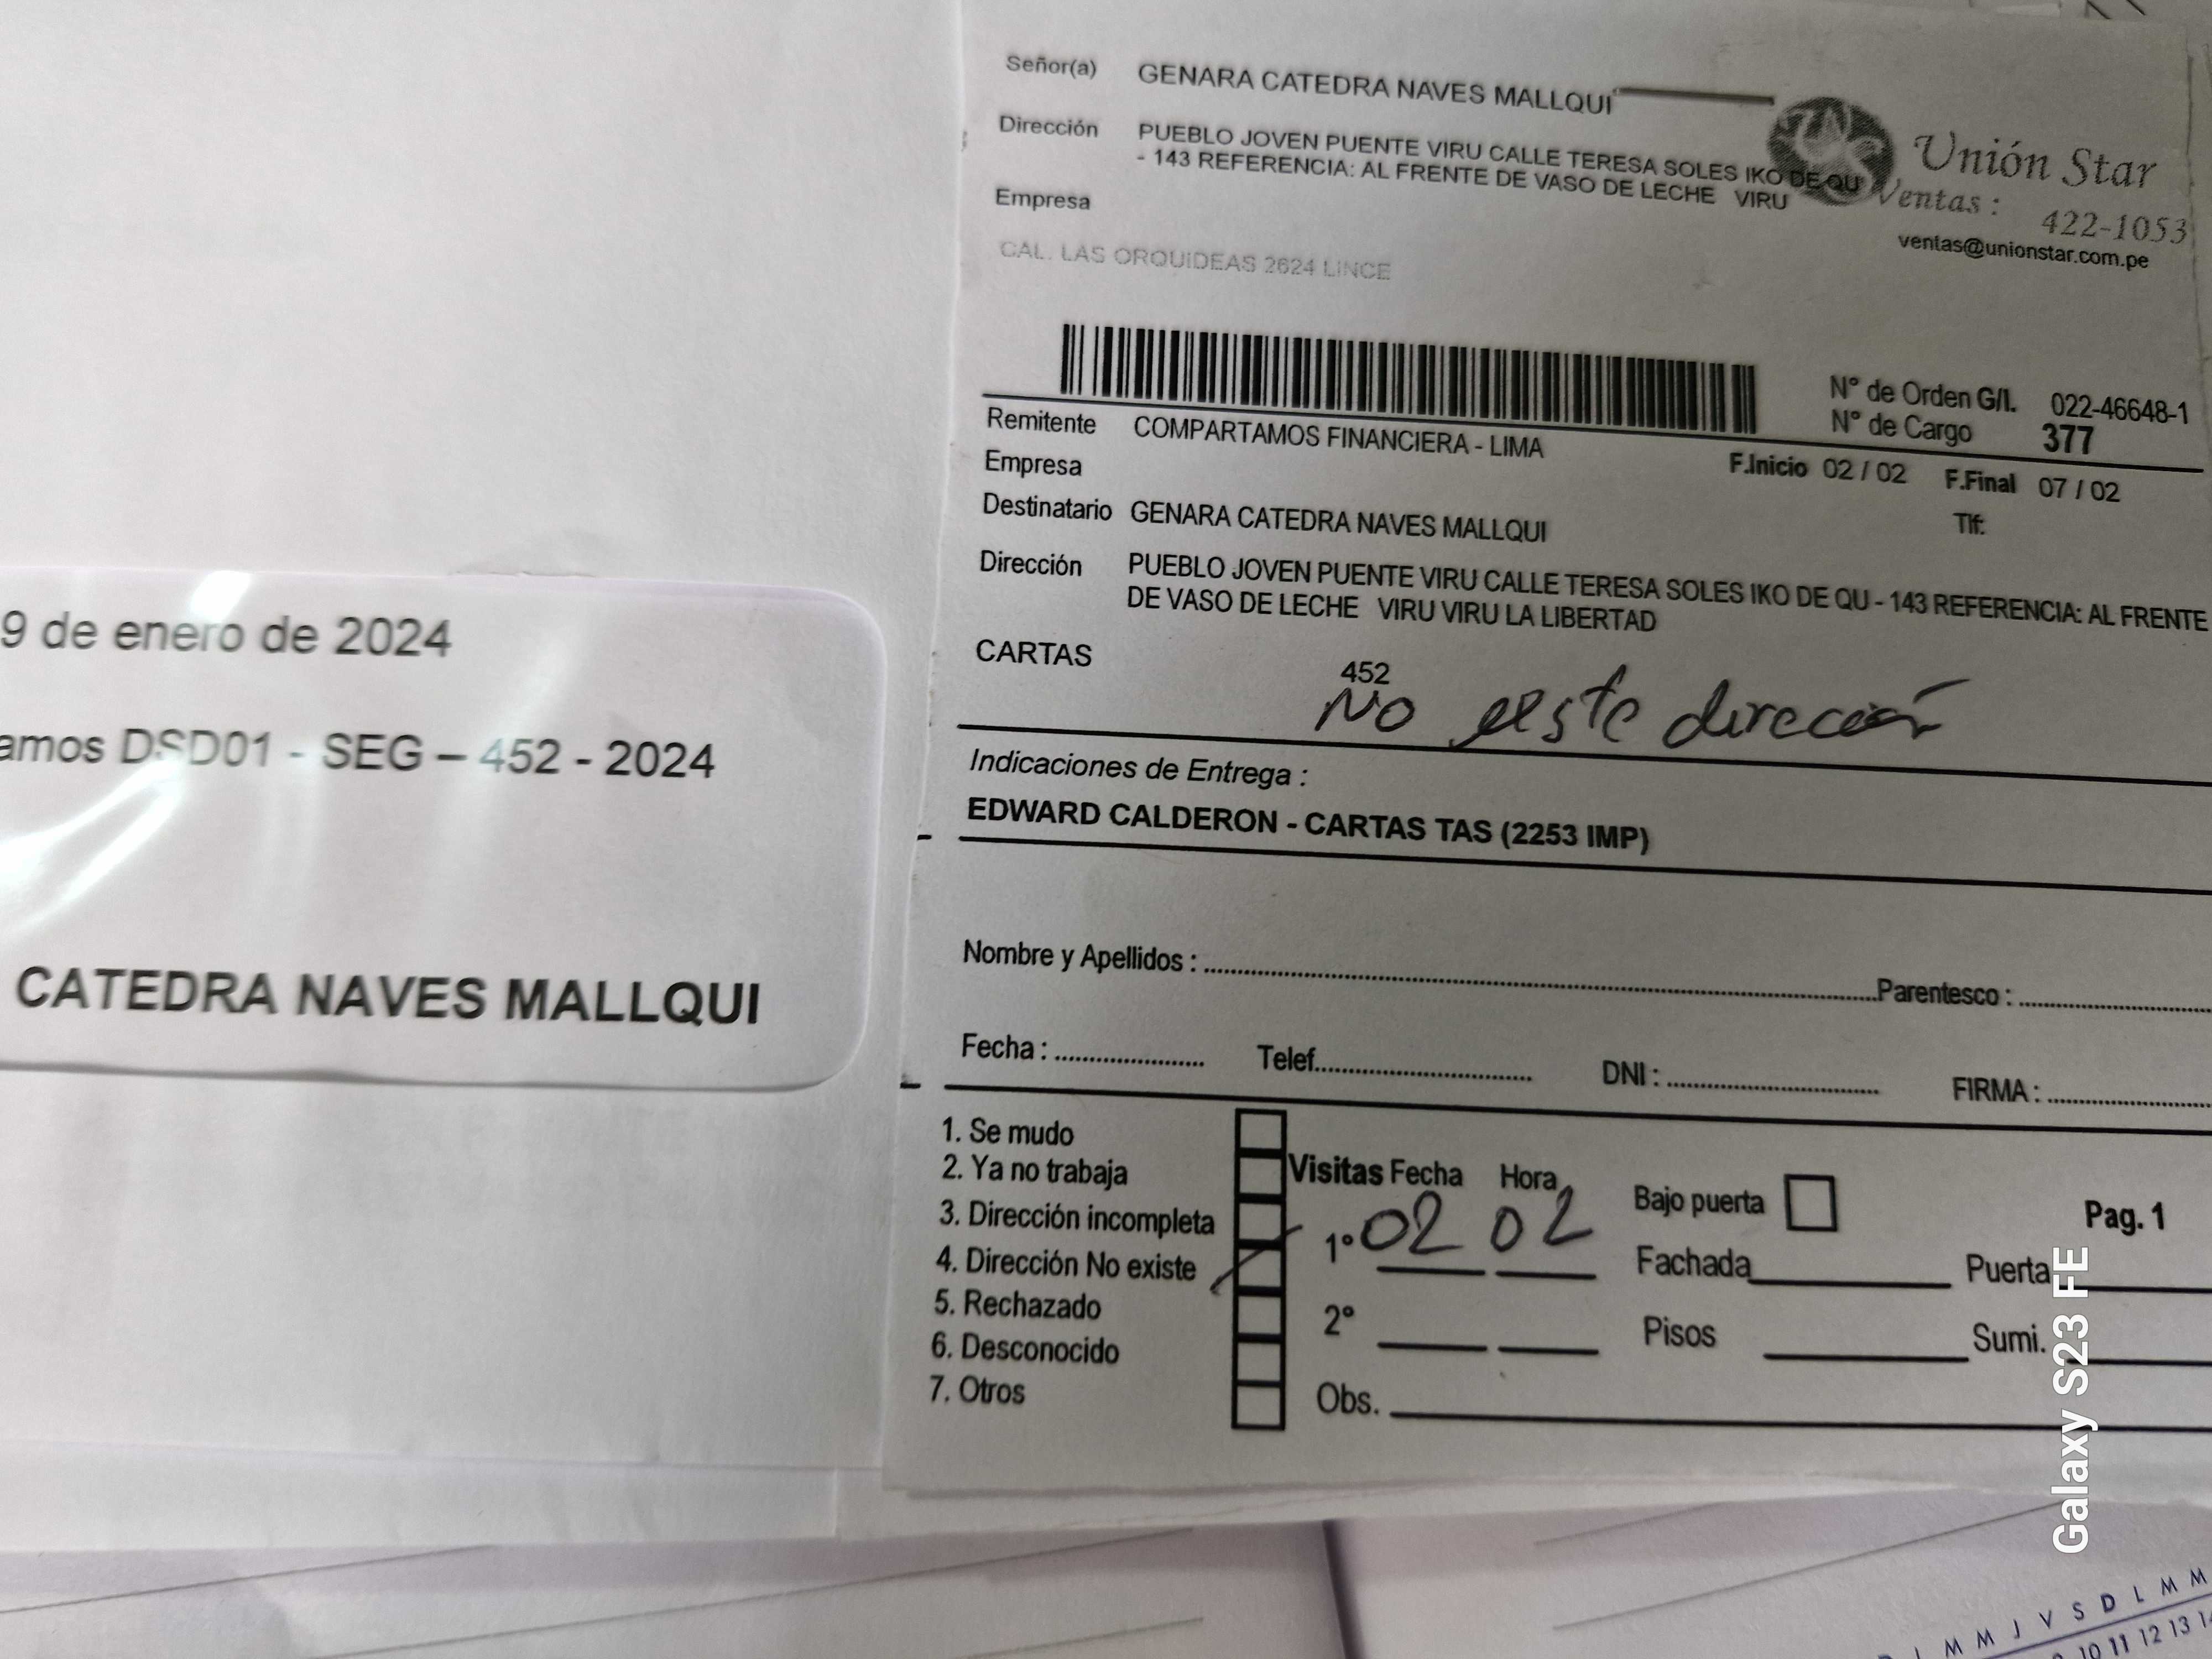 9 de enero de 2024
amos DSD01 - SEG – 452 - 2024
CATEDRA NAVES MALLQUI
Señor(a) GENARA CATEDRA NAVES MALLQUI
Dirección PUEBLO JOVEN PUENTE VIRU CALLE TERESA SOLES IKO DE QU
- 143 REFERENCIA: AL FRENTE DE VASO DE LECHE VIRU
Empresa
CAL. LAS ORQUIDEAS 2624 LINCE
Unión Star
Ventas :
422-1053
ventas@unionstar.com.pe
N° de Orden G/I. 022-46648-1
N° de Cargo 377
Remitente COMPARTAMOS FINANCIERA - LIMA
Empresa
F.Inicio 02 / 02 F.Final 07 / 02
Destinatario GENARA CATEDRA NAVES MALLQUI
Tlf:
Dirección PUEBLO JOVEN PUENTE VIRU CALLE TERESA SOLES IKO DE QU - 143 REFERENCIA: AL FRENTE
DE VASO DE LECHE VIRU VIRU LA LIBERTAD
CARTAS 452
No existe dirección
Indicaciones de Entrega :
EDWARD CALDERON - CARTAS TAS (2253 IMP)
Nombre y Apellidos : Parentesco :
Fecha : Telef. DNI : FIRMA :
1. Se mudo
2. Ya no trabaja
3. Dirección incompleta
4. Dirección No existe
5. Rechazado
6. Desconocido
7. Otros
Visitas Fecha Hora
1° 02 02
2°
Obs.
Bajo puerta
Pag. 1
Fachada Puerta
Pisos Sumi.
Galaxy S23 FE
M M J V S D L M M
10 11 12 13